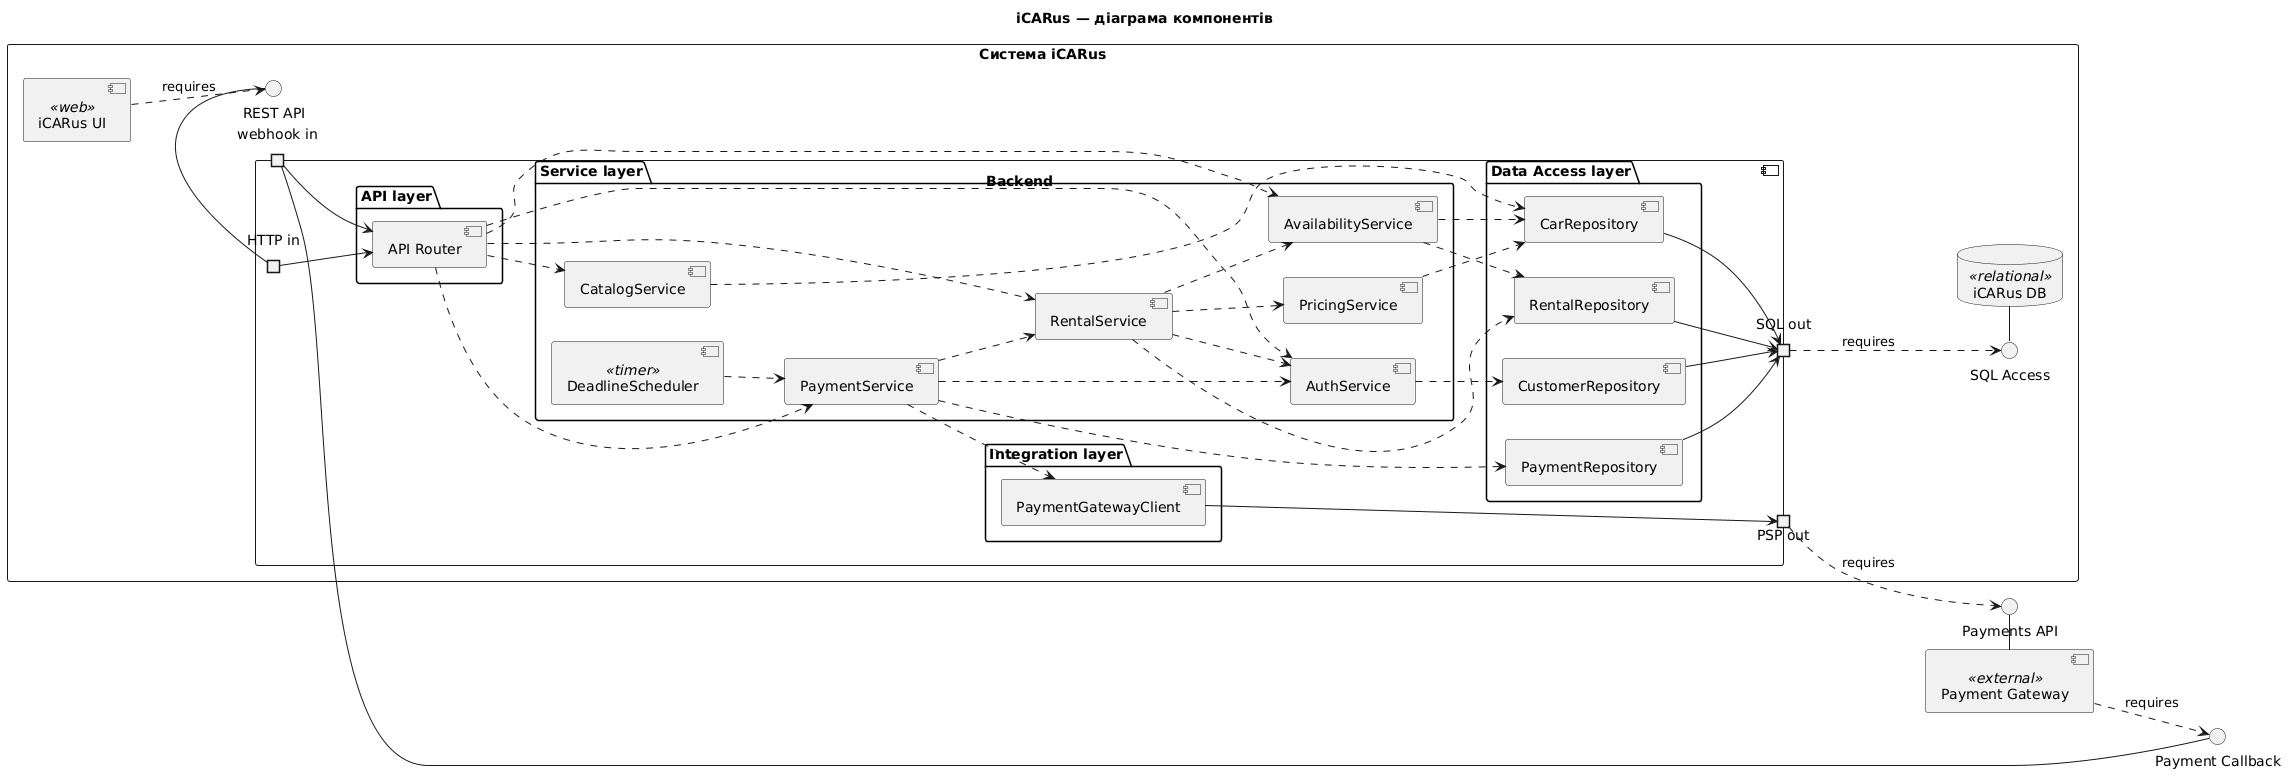 iCARus — діаграма компонентів
Система iCARus
«web»
iCARus UI
requires
REST API
webhook in
HTTP in
API layer
API Router
Service layer
Backend
CatalogService
«timer»
DeadlineScheduler
PaymentService
RentalService
AvailabilityService
PricingService
AuthService
Integration layer
PaymentGatewayClient
Data Access layer
CarRepository
RentalRepository
CustomerRepository
PaymentRepository
SQL out
PSP out
requires
«relational»
iCARus DB
SQL Access
requires
Payments API
«external»
Payment Gateway
requires
Payment Callback